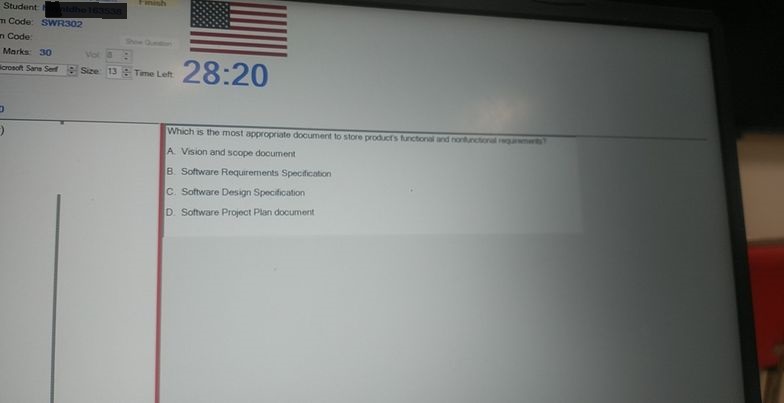 Student:
Finish
m Code: SWR302
n Code:
Show Question
Marks: 30
Vol: 8
icrosoft Sans Serif Size: 13 Time Left: 28:20
Which is the most appropriate document to store product's functional and nonfunctional requirements?
A. Vision and scope document
B. Software Requirements Specification
C. Software Design Specification
D. Software Project Plan document